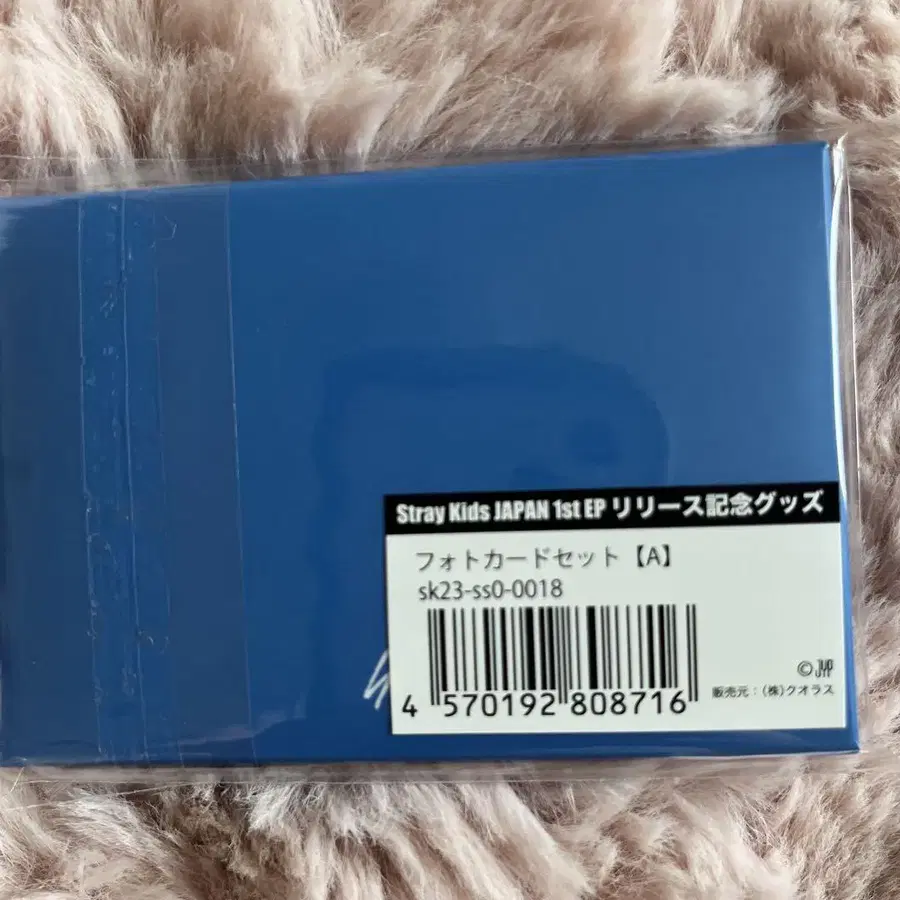 Stray Kids JAPAN 1st EP リリース記念グッズ
フォトカードセット【A】
sk23-ss0-0018
4 570192 808716
©JYP
販売元：(株)クオラス